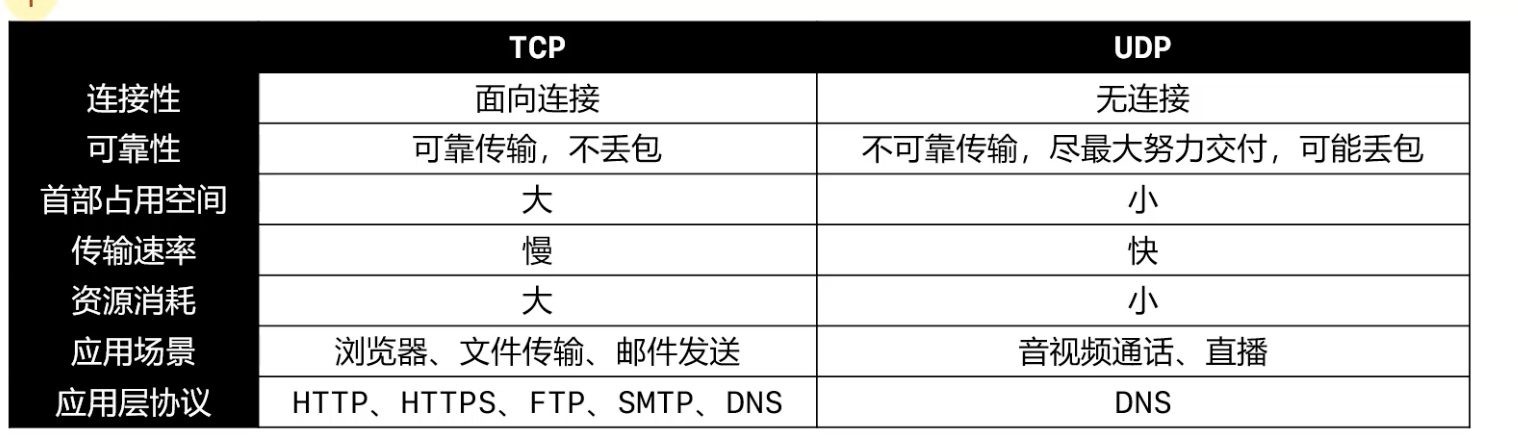 TCP UDP
连接性 面向连接 无连接
可靠性 可靠传输，不丢包 不可靠传输，尽最大努力交付，可能丢包
首部占用空间 大 小
传输速率 慢 快
资源消耗 大 小
应用场景 浏览器、文件传输、邮件发送 音视频通话、直播
应用层协议 HTTP、HTTPS、FTP、SMTP、DNS DNS